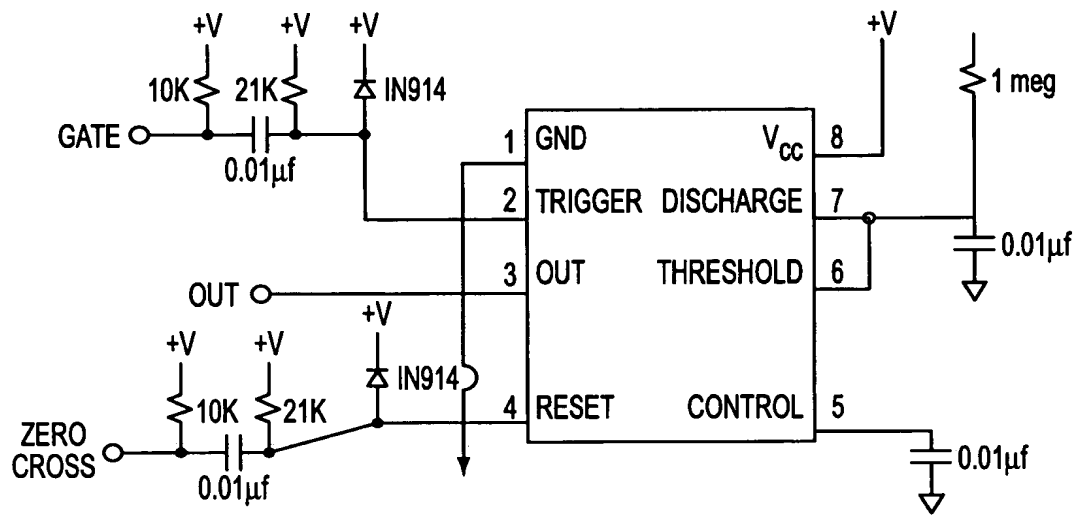 +V +V +V
10K 21K IN914
GATE
0.01µf
+V
1 meg
1 GND
V_CC 8
2 TRIGGER
DISCHARGE 7
0.01µf
3 OUT
THRESHOLD 6
OUT
+V
+V +V
IN914
10K 21K
4 RESET
CONTROL 5
ZERO
CROSS
0.01µf
0.01µf